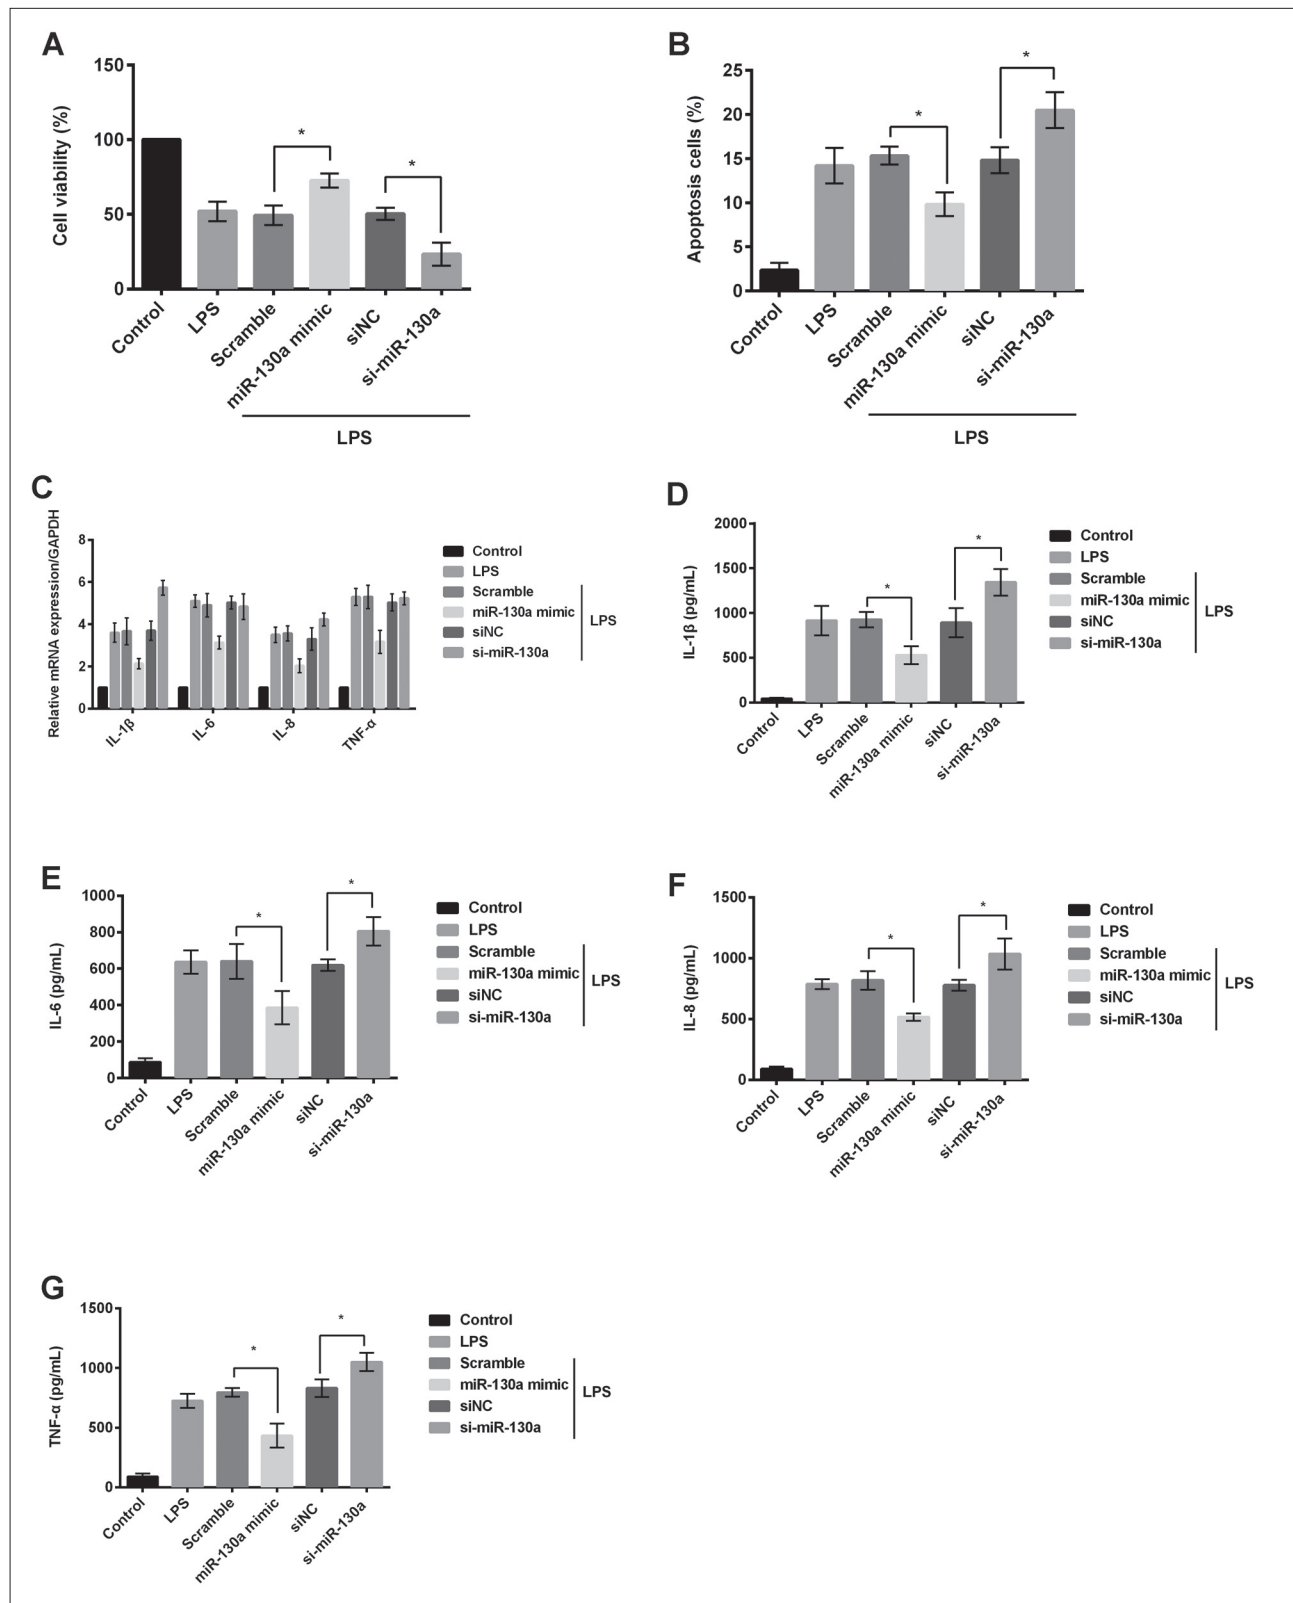 A
Cell viability (%)
150
100
50
0
*
*
Control
LPS
Scramble
miR-130a mimic
siNC
si-miR-130a
LPS
B
Apoptosis cells (%)
25
20
15
10
5
0
*
*
Control
LPS
Scramble
miR-130a mimic
siNC
si-miR-130a
LPS
C
Relative mRNA expression/GAPDH
8
6
4
2
0
IL-1β
IL-6
IL-8
TNF-α
Control
LPS
Scramble
miR-130a mimic
siNC
si-miR-130a
LPS
D
IL-1β (pg/mL)
2000
1500
1000
500
0
*
*
Control
LPS
Scramble
miR-130a mimic
siNC
si-miR-130a
Control
LPS
Scramble
miR-130a mimic
siNC
si-miR-130a
LPS
E
IL-6 (pg/mL)
1000
800
600
400
200
0
*
*
Control
LPS
Scramble
miR-130a mimic
siNC
si-miR-130a
Control
LPS
Scramble
miR-130a mimic
siNC
si-miR-130a
LPS
F
IL-8 (pg/mL)
1500
1000
500
0
*
*
Control
LPS
Scramble
miR-130a mimic
siNC
si-miR-130a
Control
LPS
Scramble
miR-130a mimic
siNC
si-miR-130a
LPS
G
TNF-α (pg/mL)
1500
1000
500
0
*
*
Control
LPS
Scramble
miR-130a mimic
siNC
si-miR-130a
Control
LPS
Scramble
miR-130a mimic
siNC
si-miR-130a
LPS